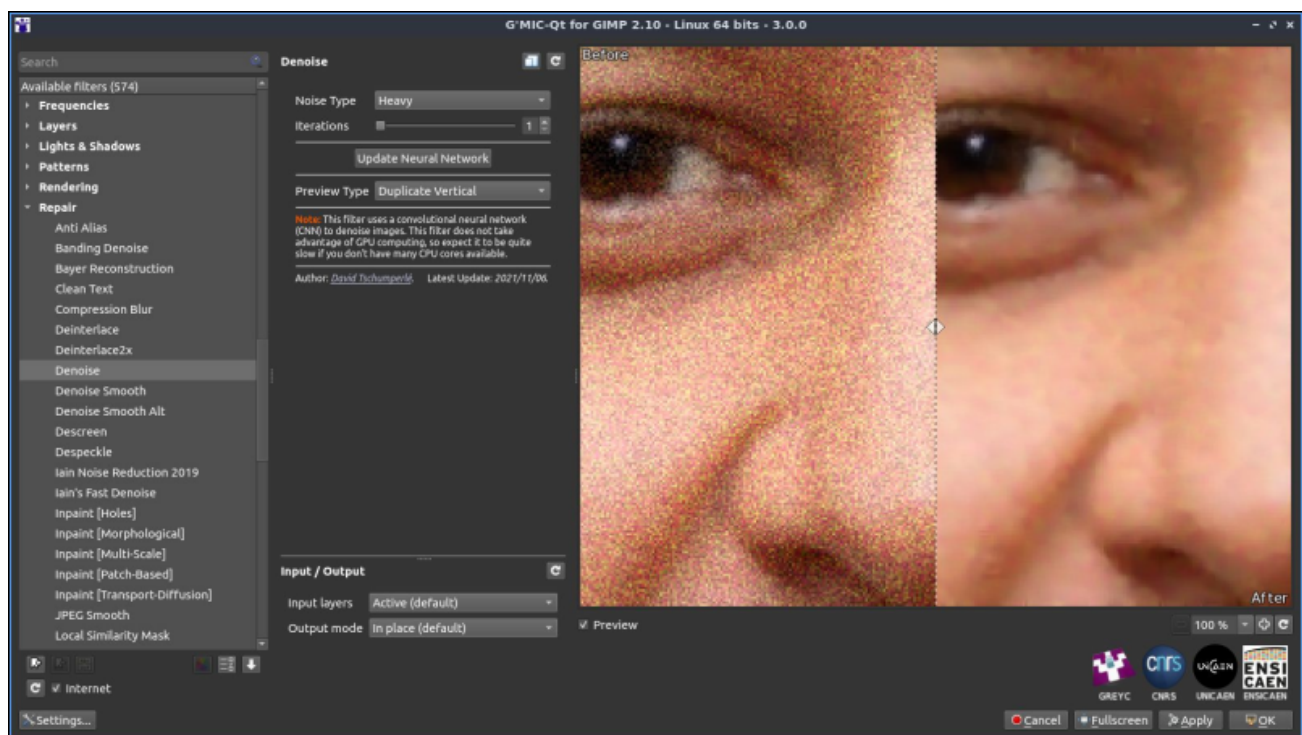 G'MIC-Qt for GIMP 2.10 - Linux 64 bits - 3.0.0
Search
Available filters (574)
Frequencies
Layers
Lights & Shadows
Patterns
Rendering
Repair
Anti Alias
Banding Denoise
Bayer Reconstruction
Clean Text
Compression Blur
Deinterlace
Deinterlace2x
Denoise
Denoise Smooth
Denoise Smooth Alt
Descreen
Despeckle
Iain Noise Reduction 2019
Iain's Fast Denoise
Inpaint [Holes]
Inpaint [Morphological]
Inpaint [Multi-Scale]
Inpaint [Patch-Based]
Inpaint [Transport-Diffusion]
JPEG Smooth
Local Similarity Mask
Internet
Settings...
Denoise
Noise Type Heavy
Iterations 1
Update Neural Network
Preview Type Duplicate Vertical
Note: This filter uses a convolutional neural network
(CNN) to denoise images. This filter does not take
advantage of GPU computing, so expect it to be quite
slow if you don't have many CPU cores available.
Author: David Tschumperlé. Latest Update: 2021/11/06.
Input / Output
Input layers Active (default)
Output mode In place (default)
Before
After
Preview
100 %
cnrs UNICAEN ENSI
CAEN
GREYC CNRS UNICAEN ENSICAEN
Cancel Fullscreen Apply OK